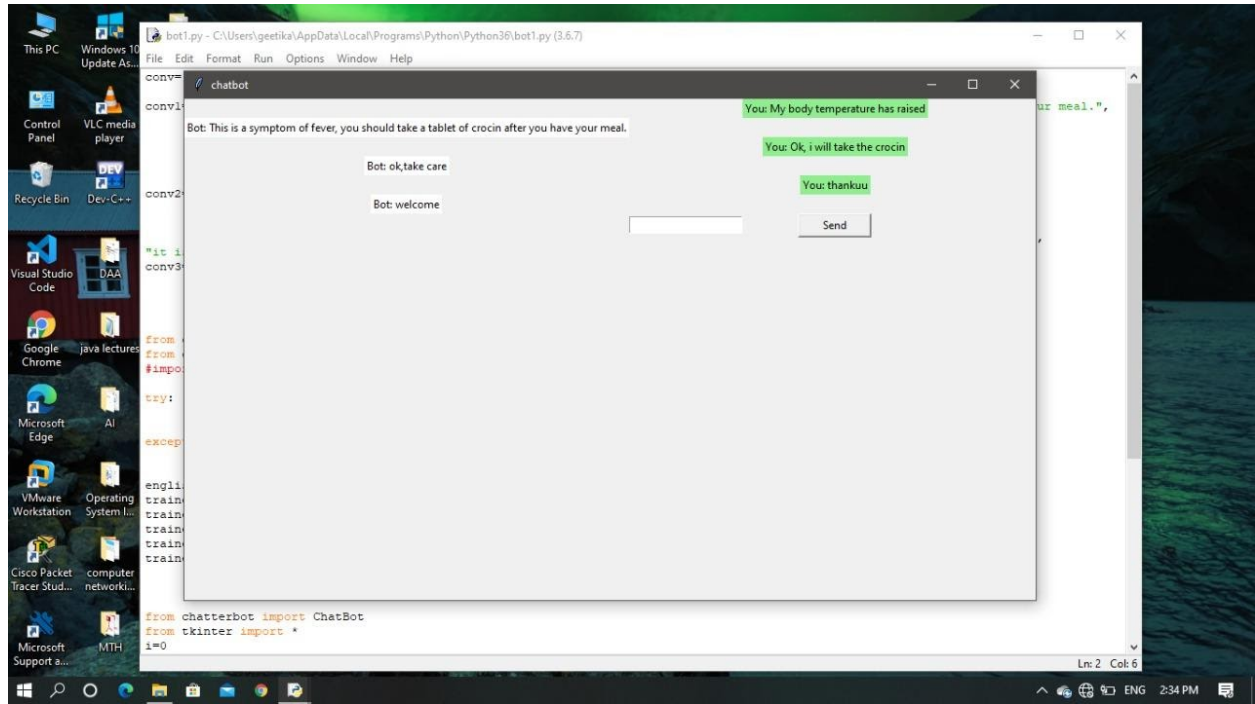 This PC
Windows 10
Update As...
Control
Panel
VLC media
player
Recycle Bin
Dev-C++
Visual Studio
Code
DAA
Google
Chrome
java lectures
Microsoft
Edge
AI
VMware
Workstation
Operating
System I...
Cisco Packet
Tracer Stud...
computer
networki...
Microsoft
Support a...
MTH
bot1.py - C:\Users\geetika\AppData\Local\Programs\Python\Python36\bot1.py (3.6.7)
File Edit Format Run Options Window Help
conv=
conv1
ur meal.",
conv2
"it i
conv3
from
from
#impo
try:
excep
engli
train
train
train
train
train
from chatterbot import ChatBot
from tkinter import *
i=0
Ln: 2 Col: 6
chatbot
You: My body temperature has raised
Bot: This is a symptom of fever, you should take a tablet of crocin after you have your meal.
You: Ok, i will take the crocin
Bot: ok,take care
You: thankuu
Bot: welcome
Send
ENG 2:34 PM